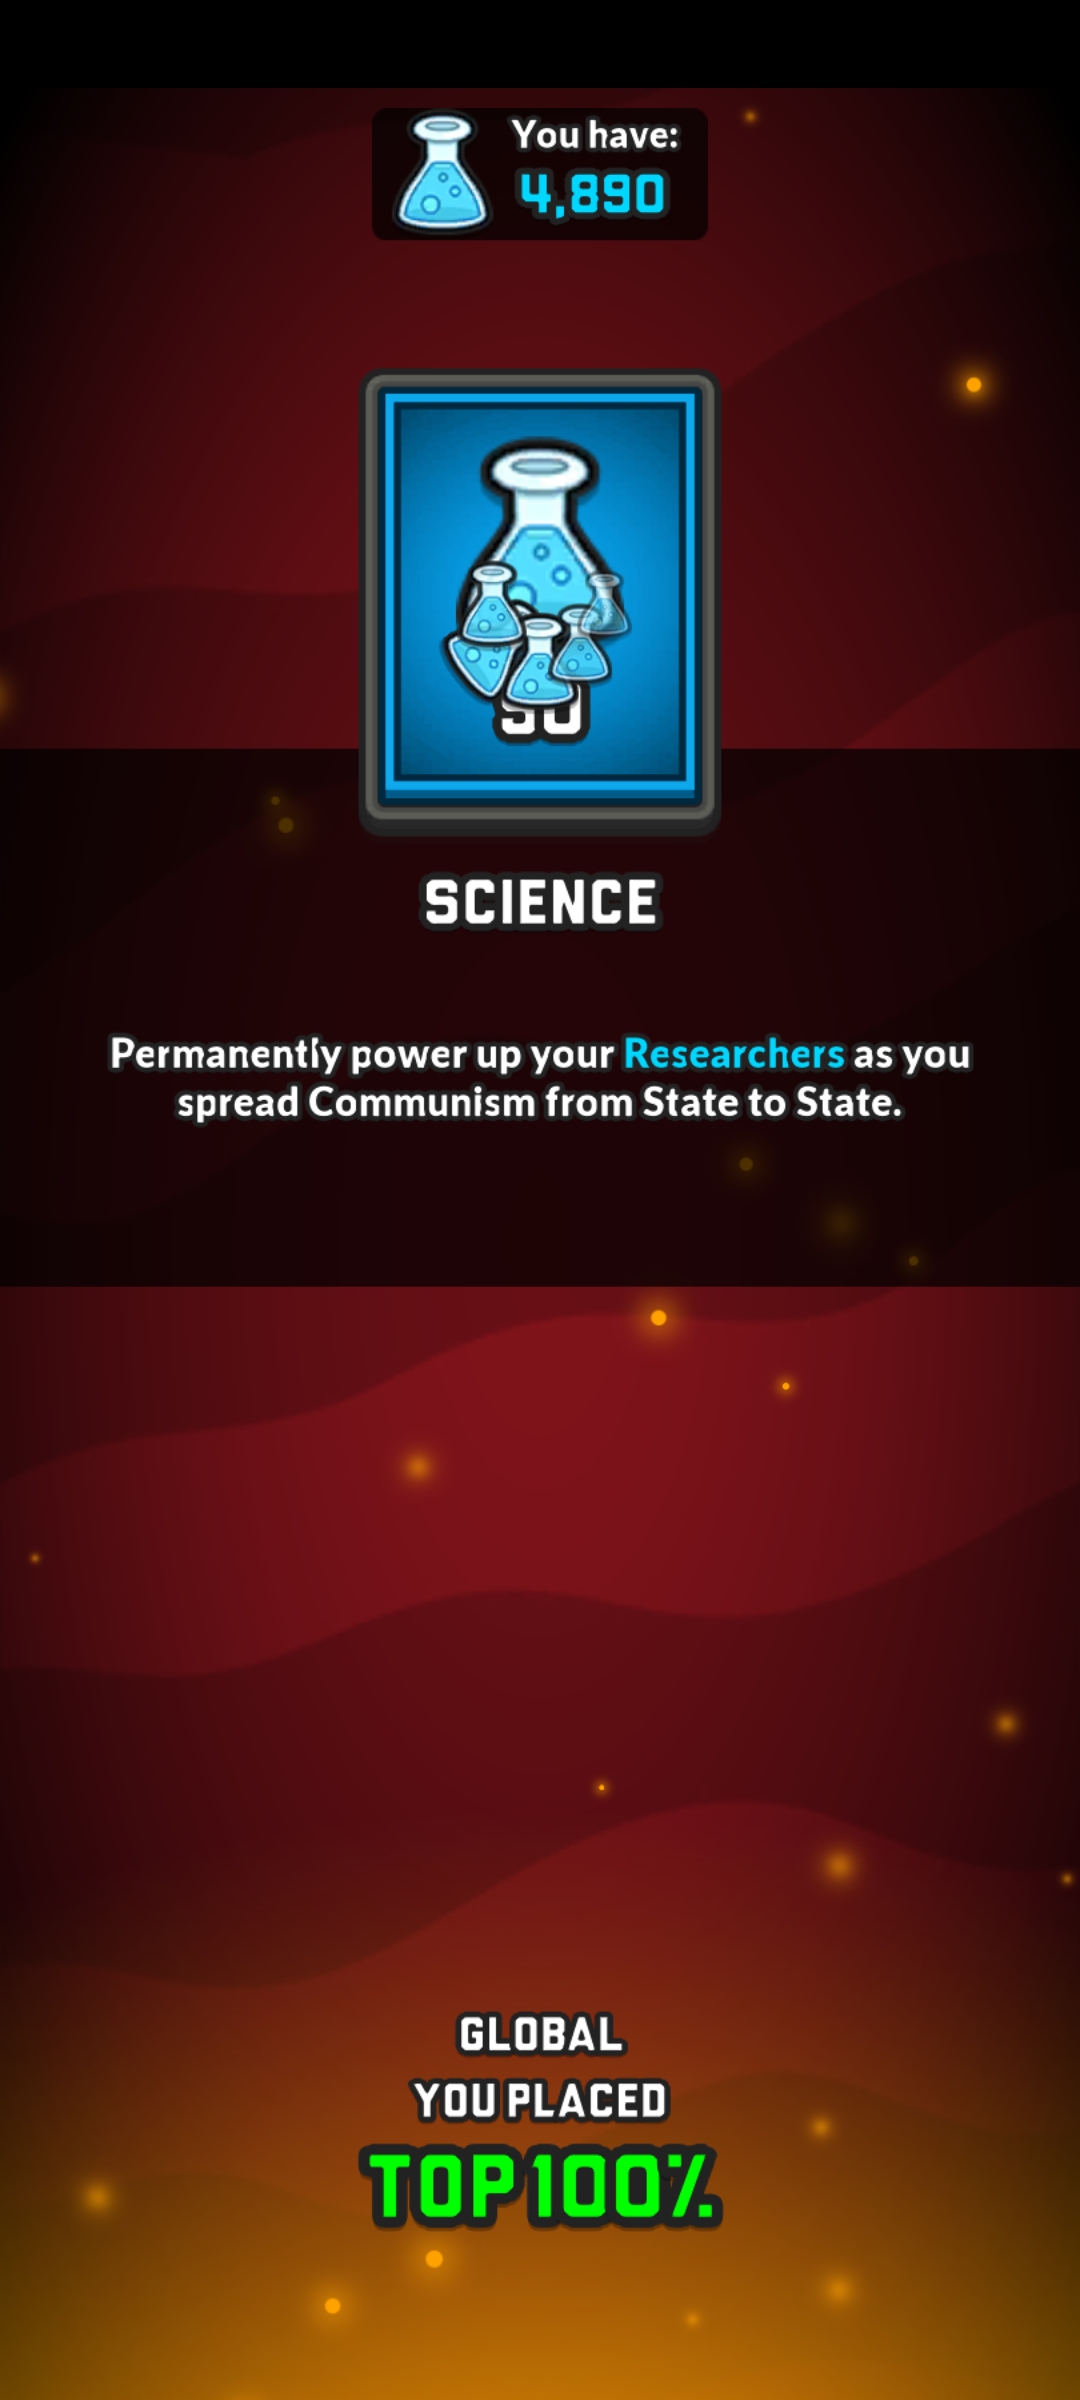 You have:
4,890
SCIENCE
Permanently power up your Researchers as you
spread Communism from State to State.
GLOBAL
YOU PLACED
TOP 100%